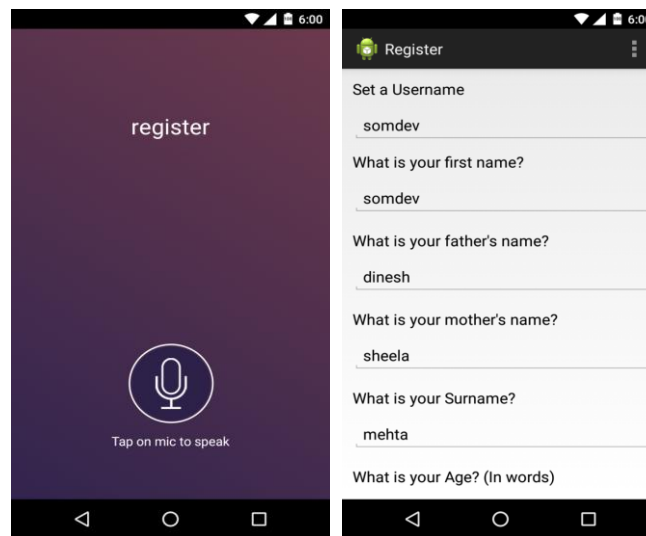 6:00
register
Tap on mic to speak
6:00
Register
Set a Username
somdev
What is your first name?
somdev
What is your father's name?
dinesh
What is your mother's name?
sheela
What is your Surname?
mehta
What is your Age? (In words)